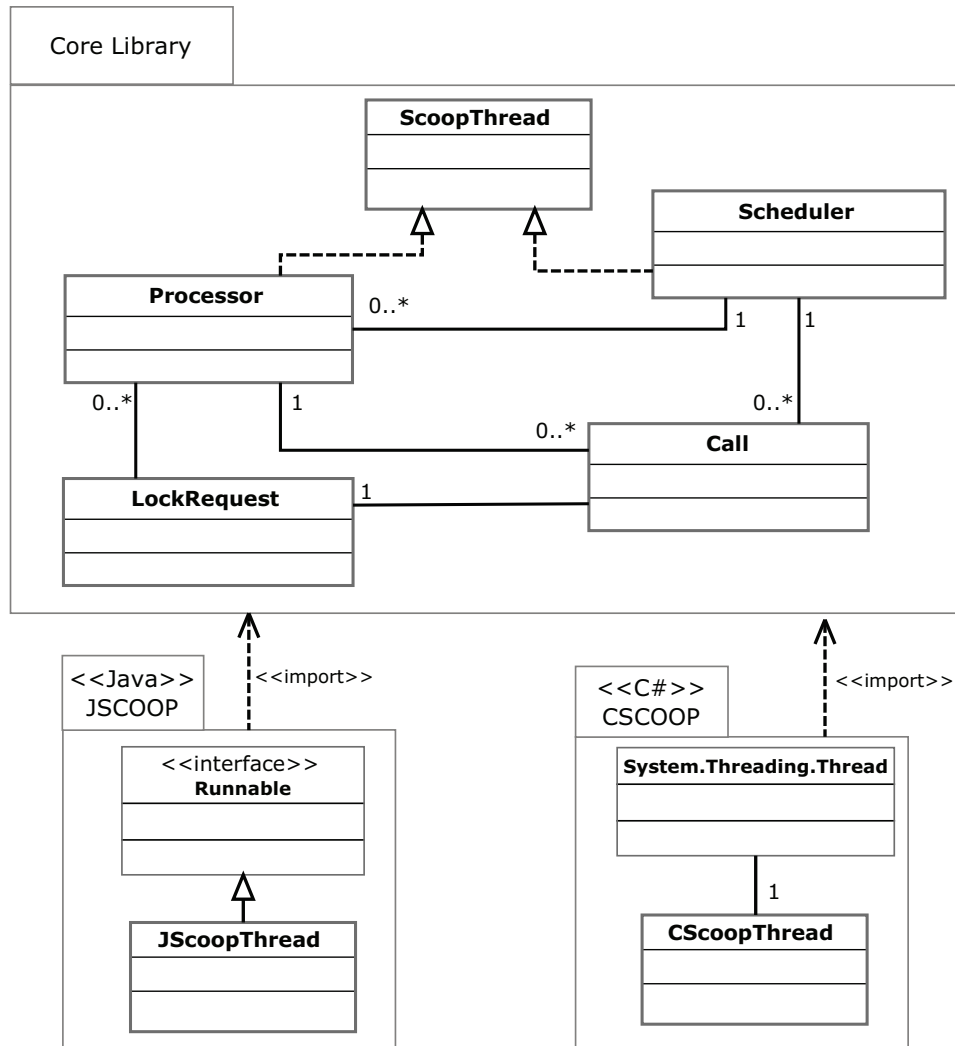 Core Library
ScoopThread
Scheduler
Processor
0..*
1
1
0..*
1
0..*
0..*
Call
LockRequest
1
<<Java>>
JSCOOP
<<import>>
<<C#>>
CSCOOP
<<import>>
<<interface>>
Runnable
System.Threading.Thread
1
JScoopThread
CScoopThread